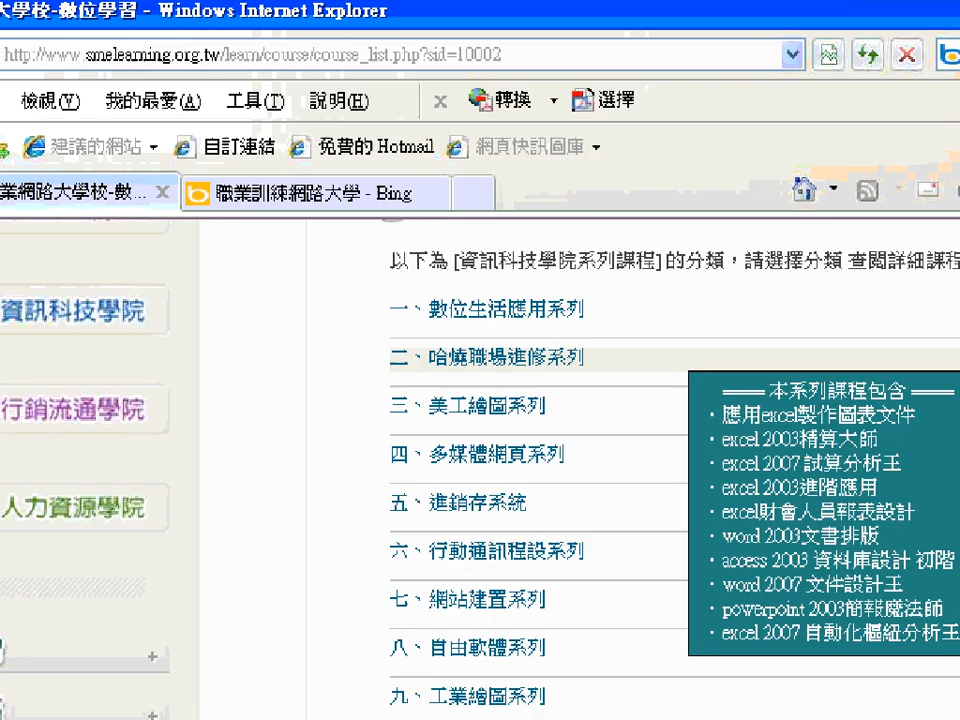 大學校-數位學習 - Windows Internet Explorer
http://www.smelearning.org.tw/learn/course/course_list.php?sid=10002
檢視(V) 我的最愛(A) 工具(T) 說明(H) 轉換 選擇
建議的網站 自訂連結 免費的 Hotmail 網頁快訊圖庫
業網路大學校-數... 職業訓練網路大學 - Bing
以下為 [資訊科技學院系列課程] 的分類，請選擇分類 查閱詳細課程
資訊科技學院
行銷流通學院
人力資源學院
一、數位生活應用系列
二、哈燒職場進修系列
三、美工繪圖系列
四、多媒體網頁系列
五、進銷存系統
六、行動通訊程設系列
七、網站建置系列
八、自由軟體系列
九、工業繪圖系列
═══ 本系列課程包含 ═══
・應用excel製作圖表文件
・excel 2003精算大師
・excel 2007 試算分析王
・excel 2003進階應用
・excel財會人員報表設計
・word 2003文書排版
・access 2003 資料庫設計 初階
・word 2007 文件設計王
・powerpoint 2003簡報魔法師
・excel 2007 自動化樞紐分析王